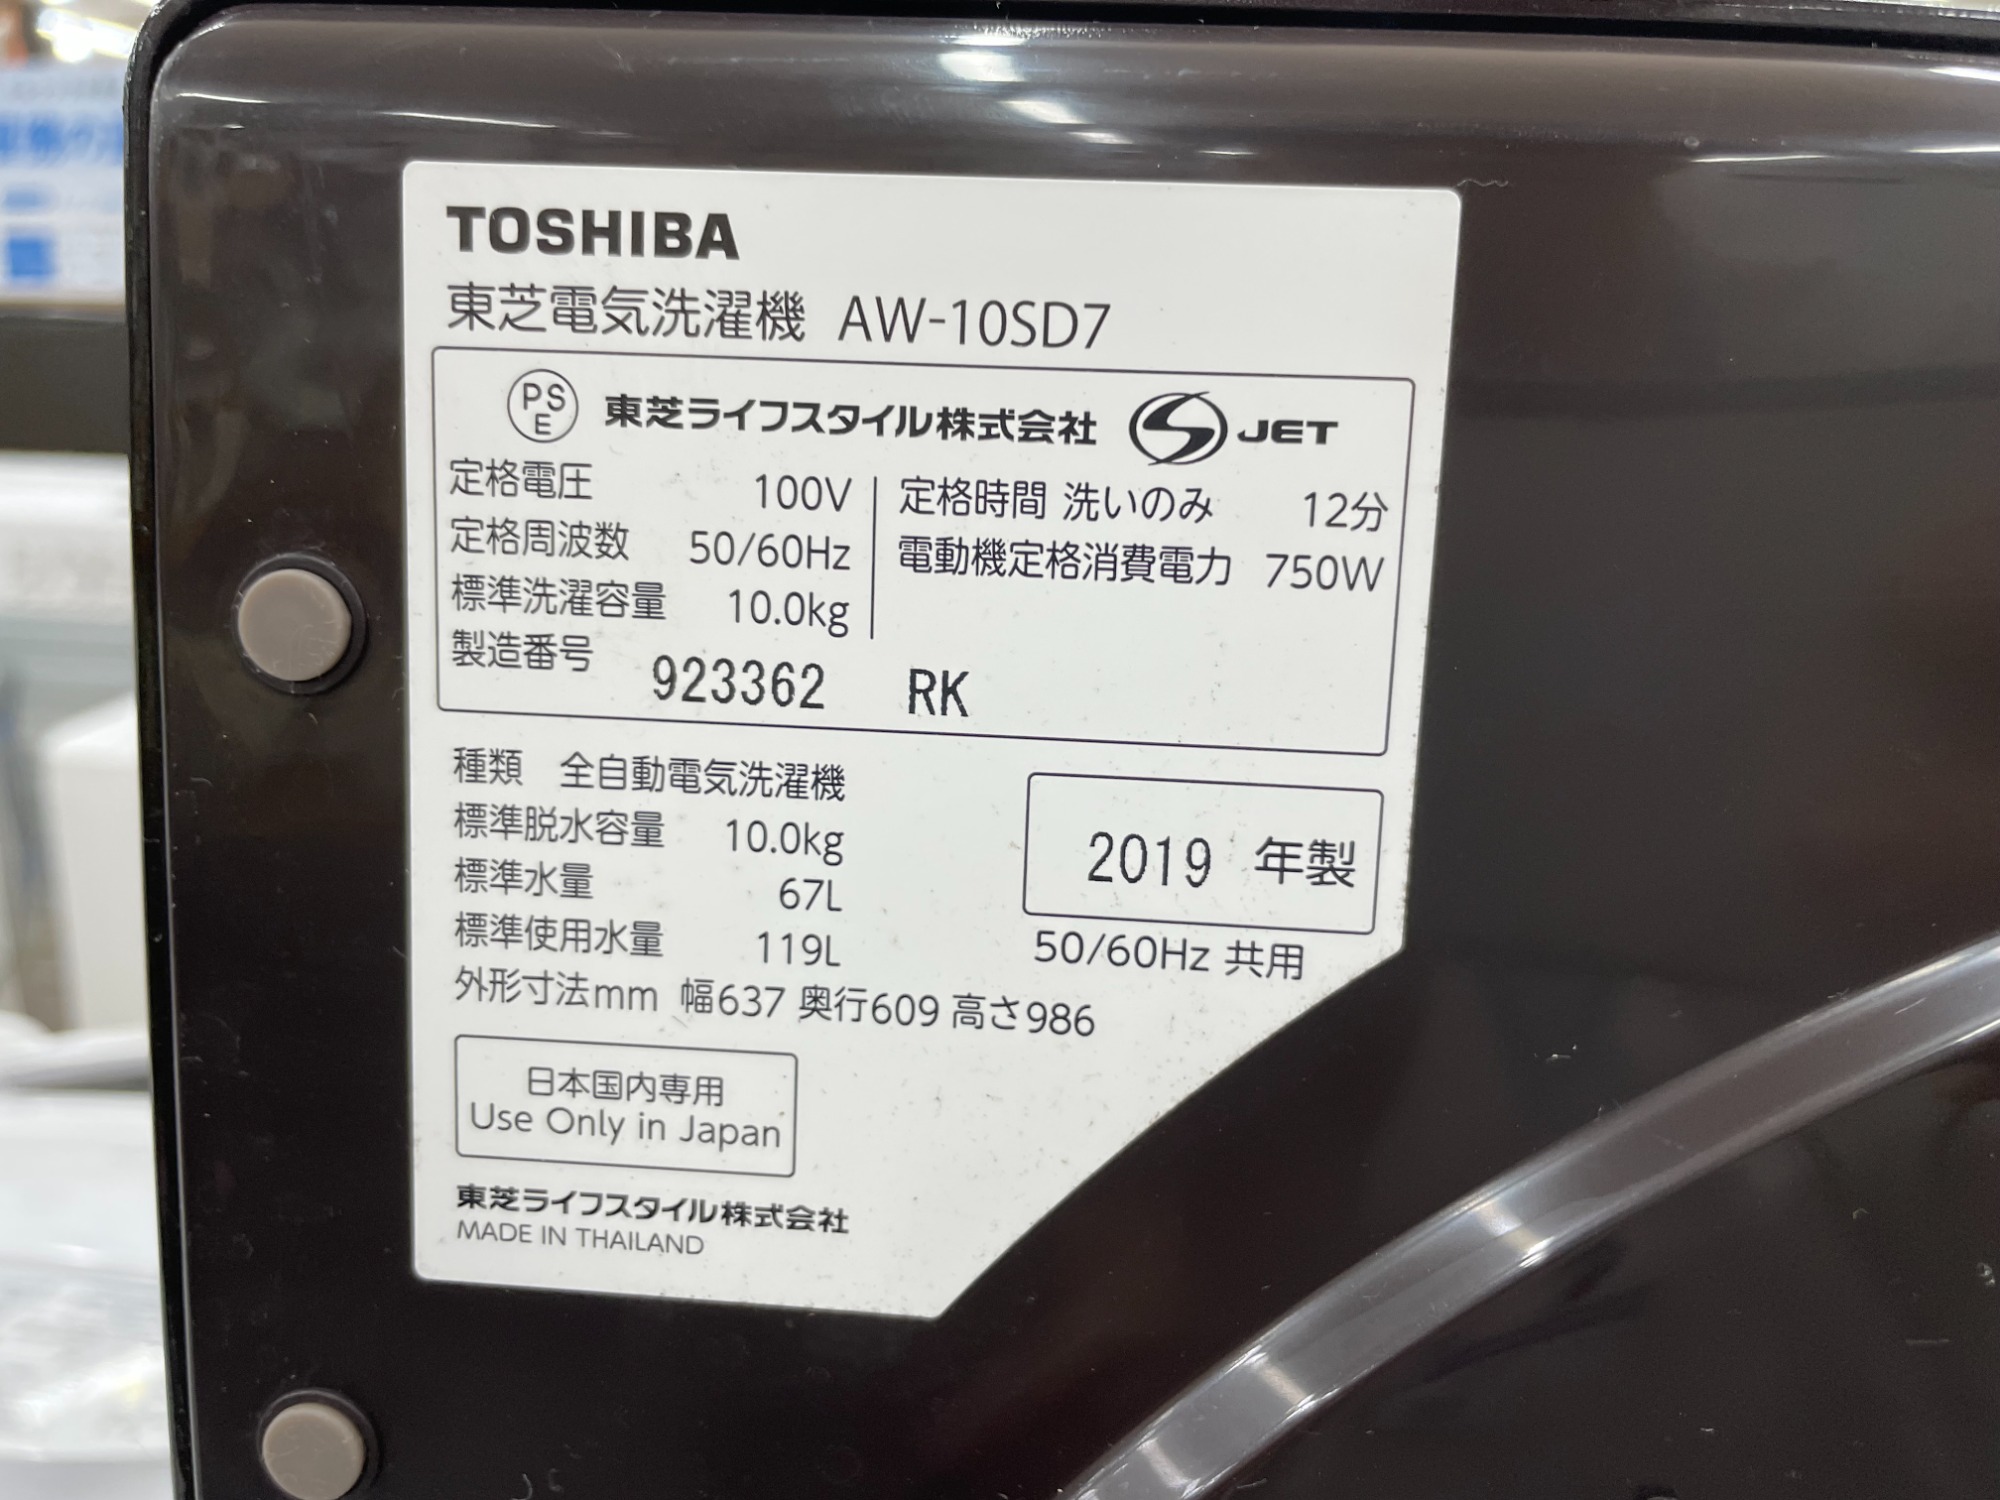 TOSHIBA
東芝電気洗濯機 AW-10SD7
PSE 東芝ライフスタイル株式会社 S JET
定格電圧 100V
定格周波数 50/60Hz
標準洗濯容量 10.0kg
定格時間 洗いのみ 12分
電動機定格消費電力 750W
製造番号 923362 RK
種類 全自動電気洗濯機
標準脱水容量 10.0kg
標準水量 67L
標準使用水量 119L
2019 年製
50/60Hz 共用
外形寸法mm 幅637 奥行609 高さ986
日本国内専用
Use Only in Japan
東芝ライフスタイル株式会社
MADE IN THAILAND